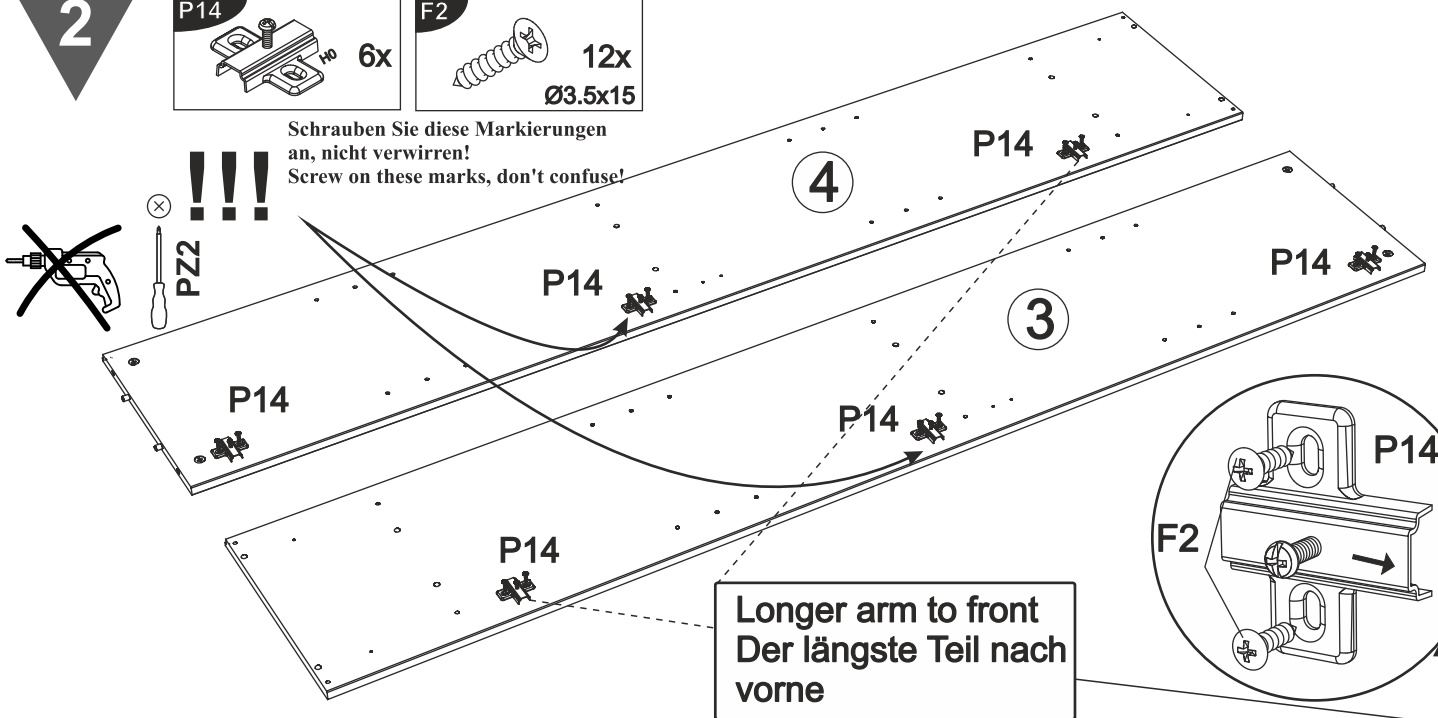 2
P14
H0
6x
F2
12x
Ø3.5x15
Schrauben Sie diese Markierungen
an, nicht verwirren!
Screw on these marks, don't confuse!
!!!
PZ2
4
P14
P14
P14
3
P14
P14
P14
P14
F2
Longer arm to front
Der längste Teil nach
vorne